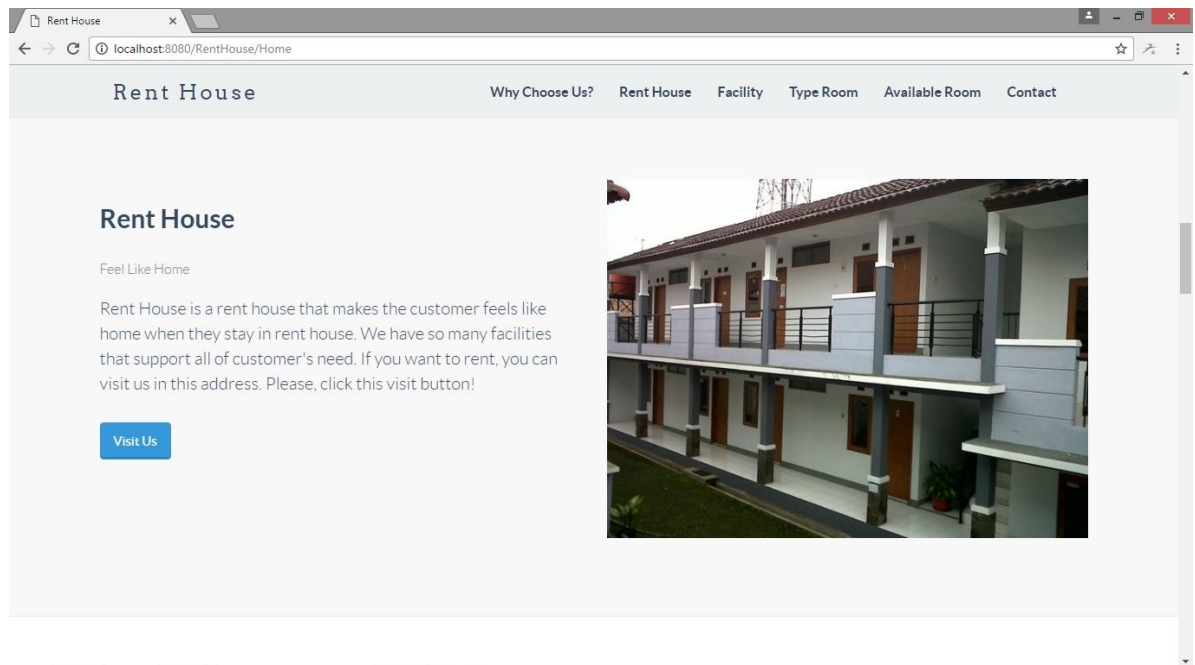 Rent House
localhost:8080/RentHouse/Home
Rent House Why Choose Us? Rent House Facility Type Room Available Room Contact
Rent House
Feel Like Home
Rent House is a rent house that makes the customer feels like
home when they stay in rent house. We have so many facilities
that support all of customer's need. If you want to rent, you can
visit us in this address. Please, click this visit button!
Visit Us